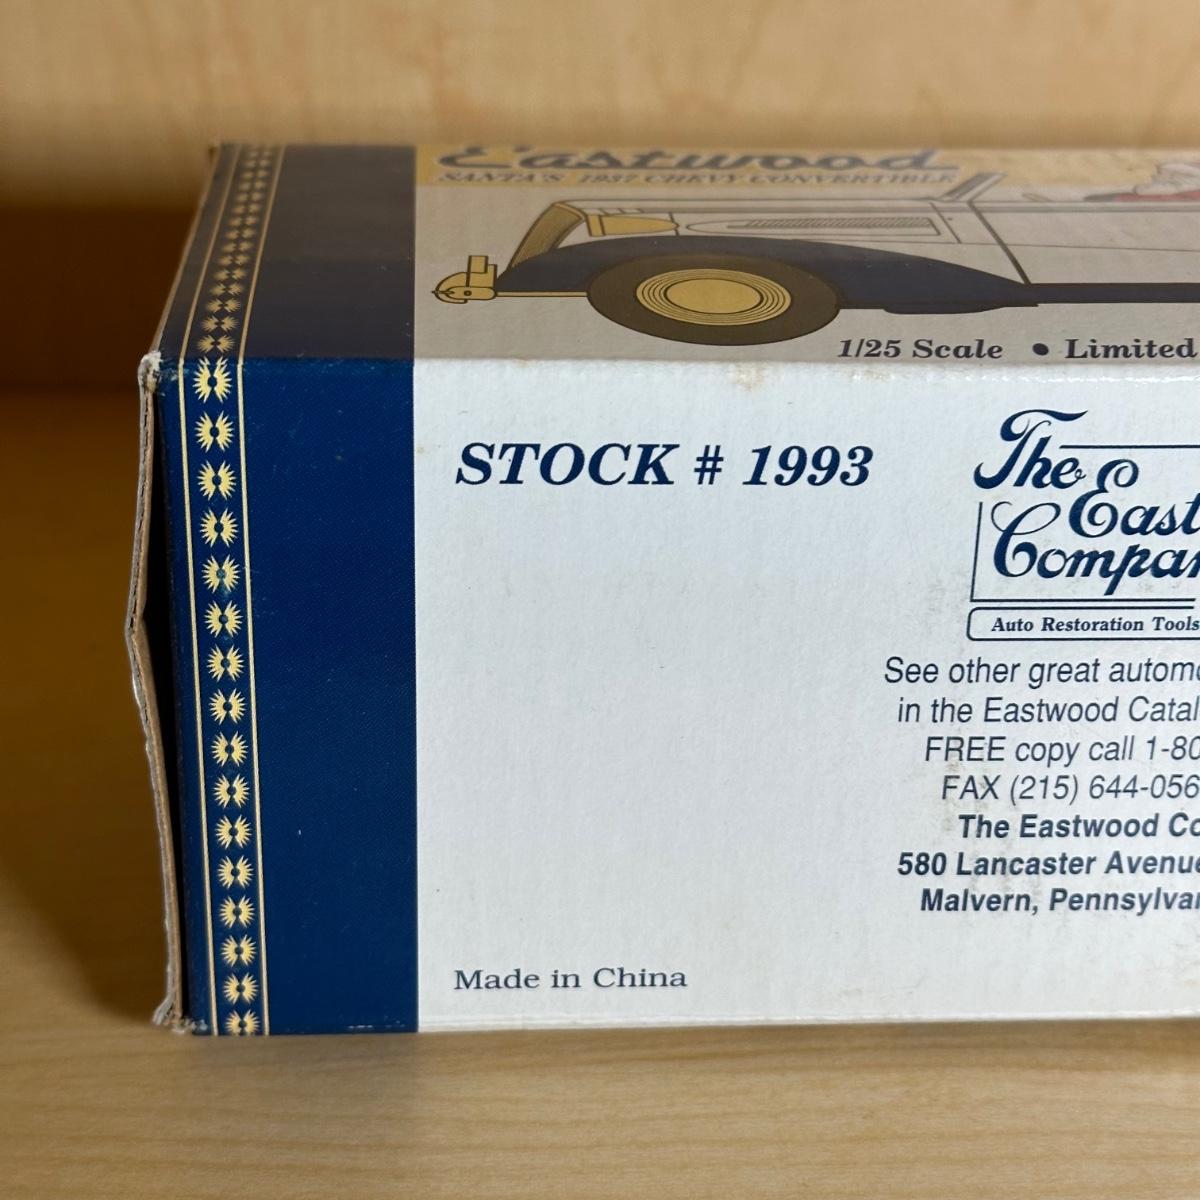 Eastwood
SANTA'S 1937 CHEVY CONVERTIBLE
1/25 Scale • Limited
STOCK # 1993
The
East
Compan
Auto Restoration Tools
See other great automo
in the Eastwood Catal
FREE copy call 1-80
FAX (215) 644-056
The Eastwood Co
580 Lancaster Avenue
Malvern, Pennsylvan
Made in China